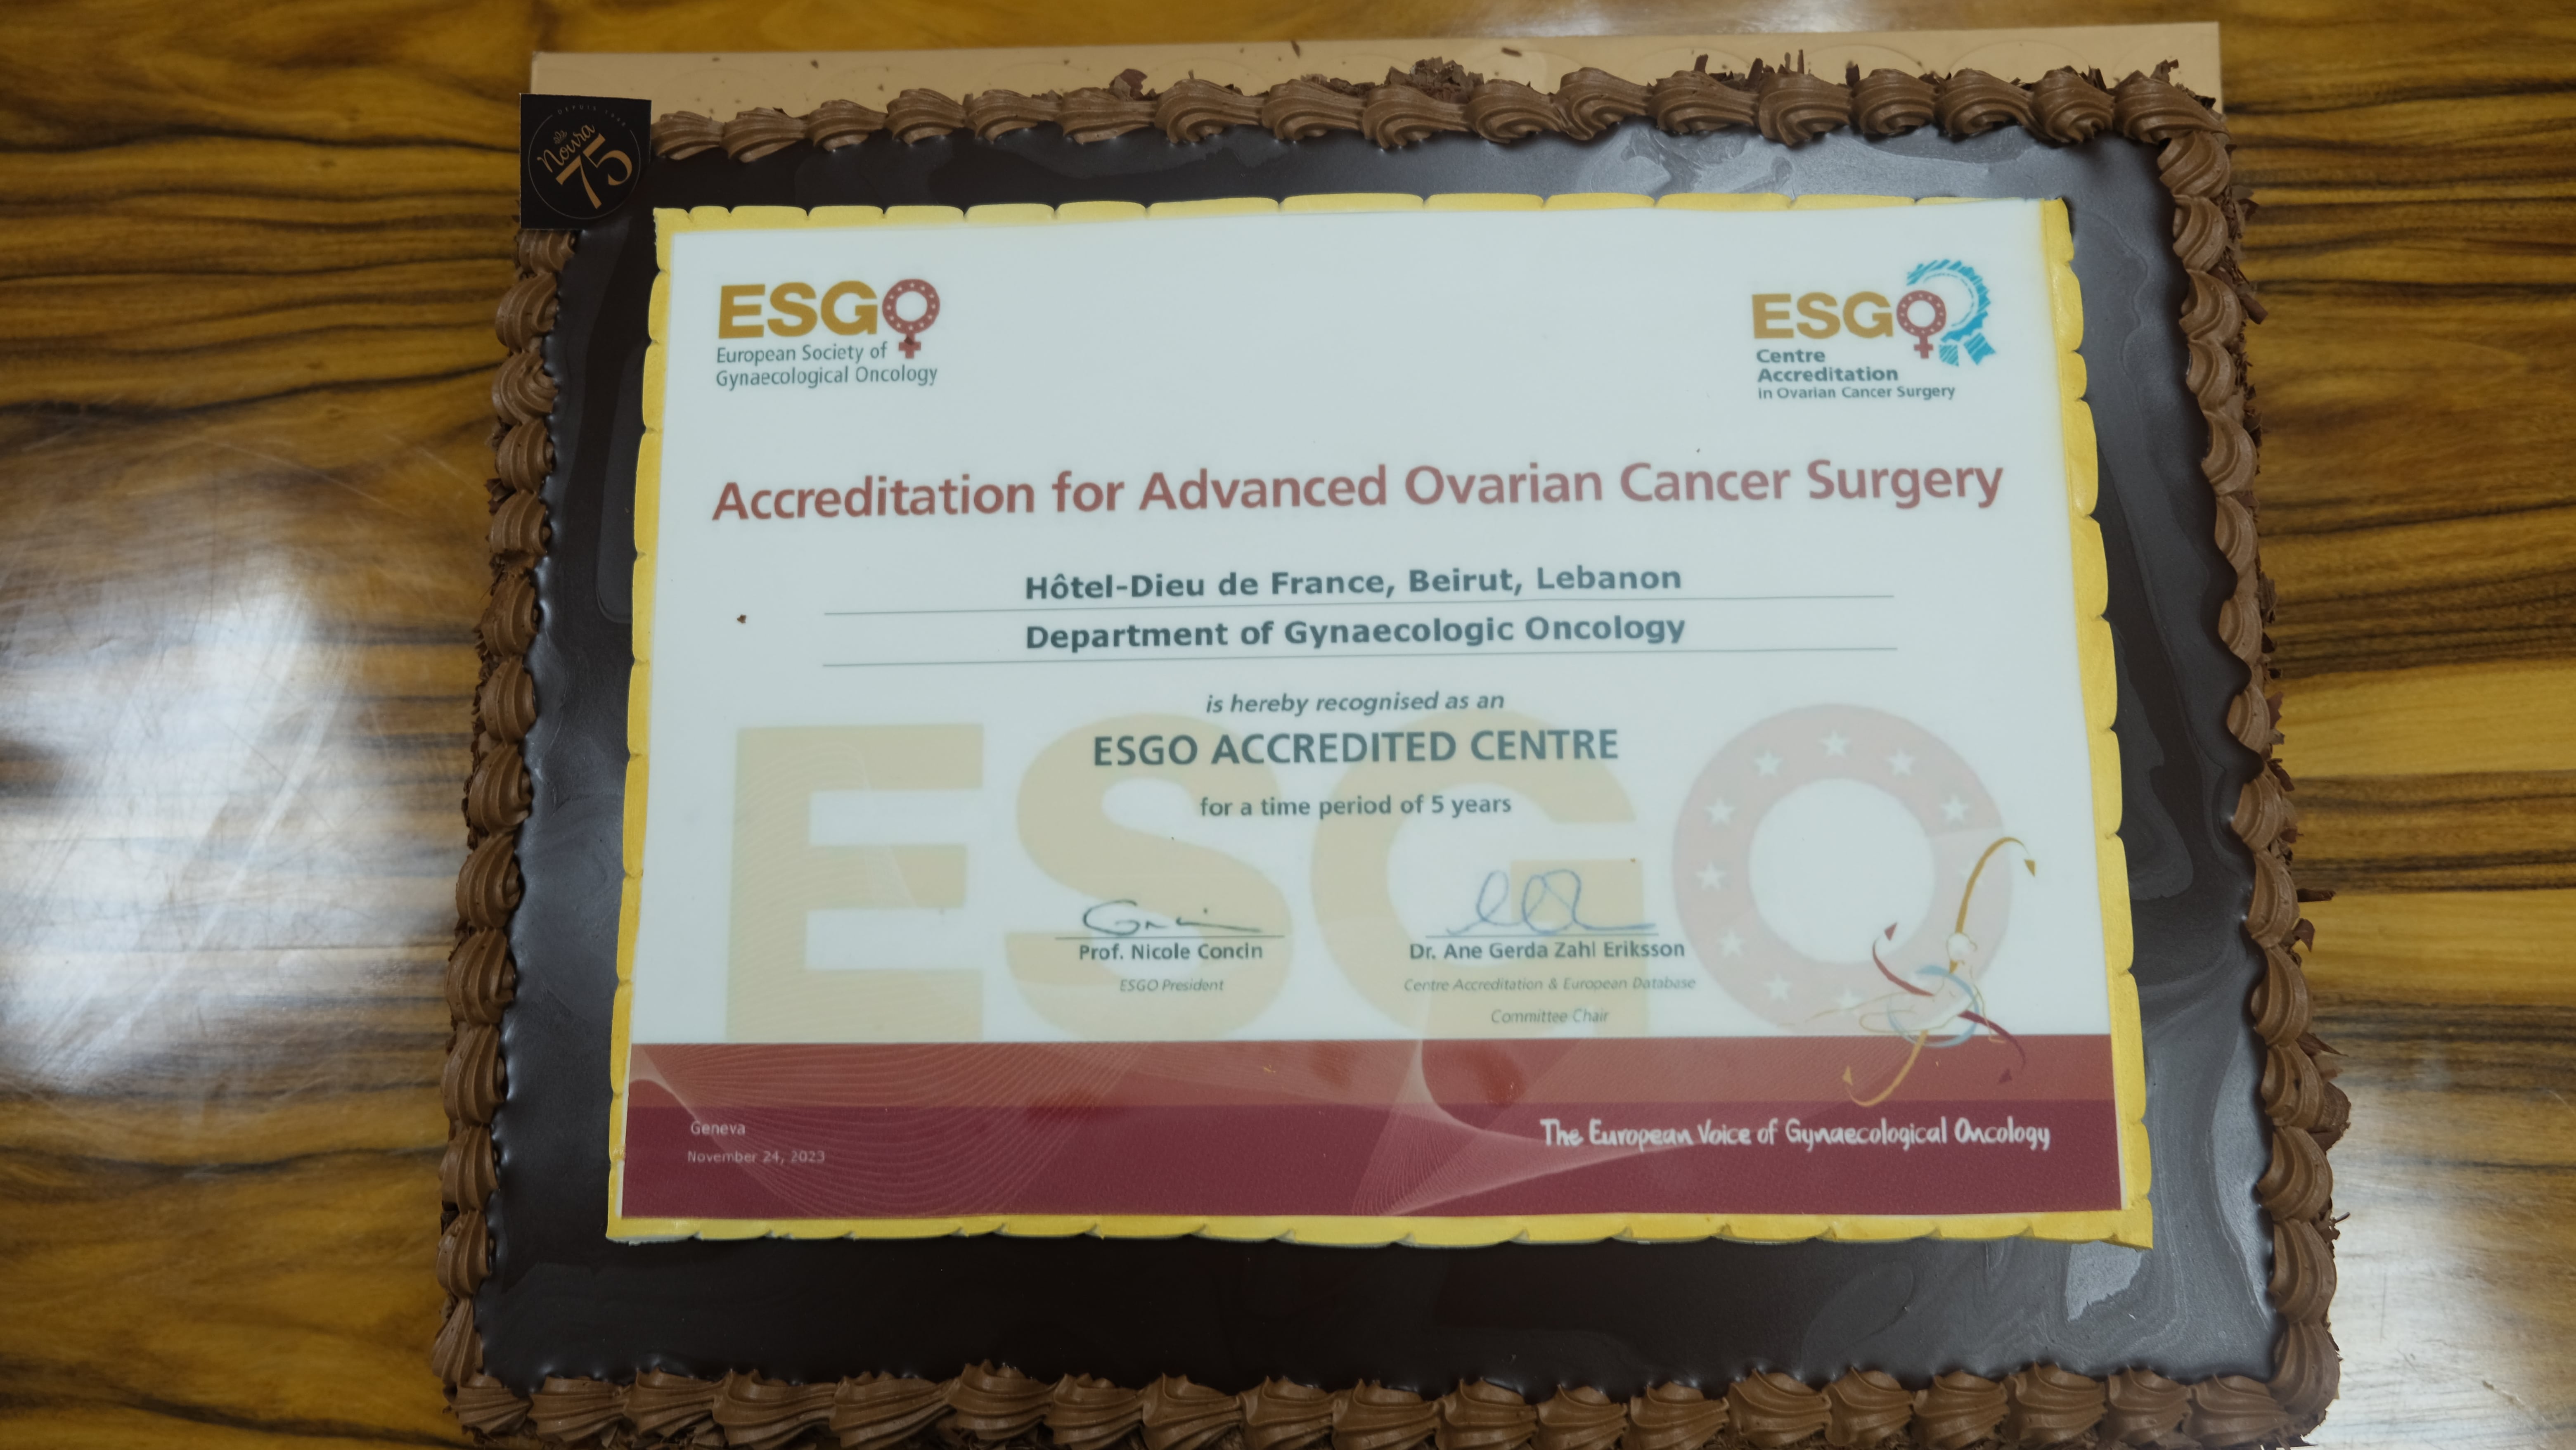 Noura
75
ESGO
European Society of
Gynaecological Oncology
ESGO
Centre
Accreditation
in Ovarian Cancer Surgery
Accreditation for Advanced Ovarian Cancer Surgery
Hôtel-Dieu de France, Beirut, Lebanon
Department of Gynaecologic Oncology
is hereby recognised as an
ESGO ACCREDITED CENTRE
for a time period of 5 years
ESGO
Prof. Nicole Concin
ESGO President
Dr. Ane Gerda Zahl Eriksson
Centre Accreditation & European Database
Committee Chair
Geneva
November 24, 2023
The European Voice of Gynaecological Oncology